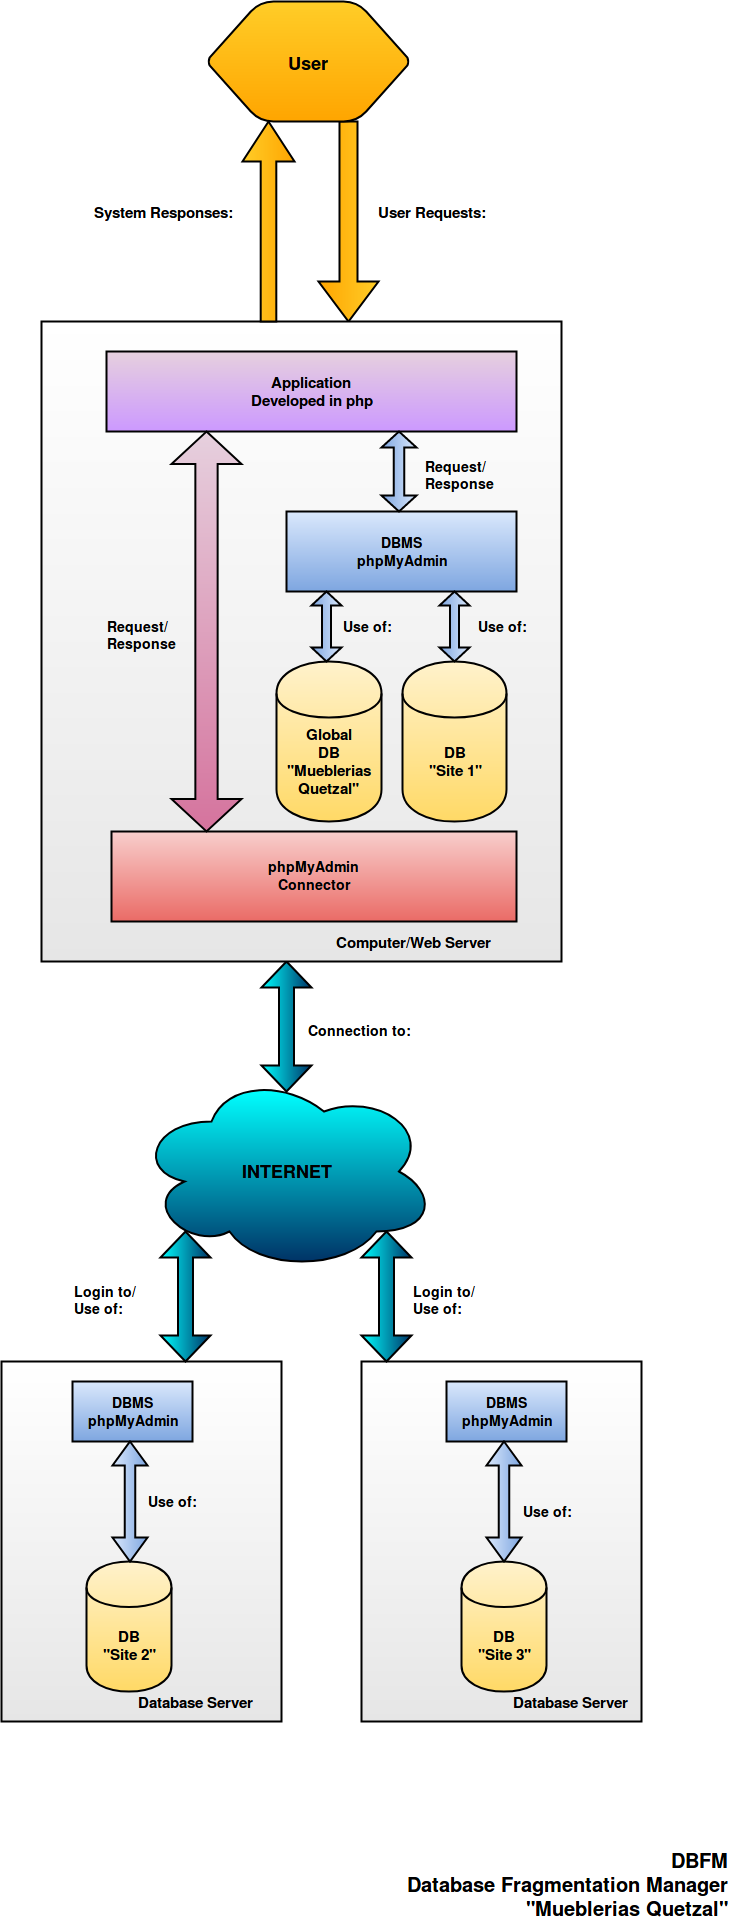 User
System Responses:
User Requests:
Application
Developed in php
Request/
Response
DBMS
phpMyAdmin
Request/
Response
Use of:
Use of:
Global
DB
"Mueblerias
Quetzal"
DB
"Site 1"
phpMyAdmin
Connector
Computer/Web Server
Connection to:
INTERNET
Login to/
Use of:
Login to/
Use of:
DBMS
phpMyAdmin
Use of:
DB
"Site 2"
Database Server
DBMS
phpMyAdmin
Use of:
DB
"Site 3"
Database Server
DBFM
Database Fragmentation Manager
"Mueblerias Quetzal"